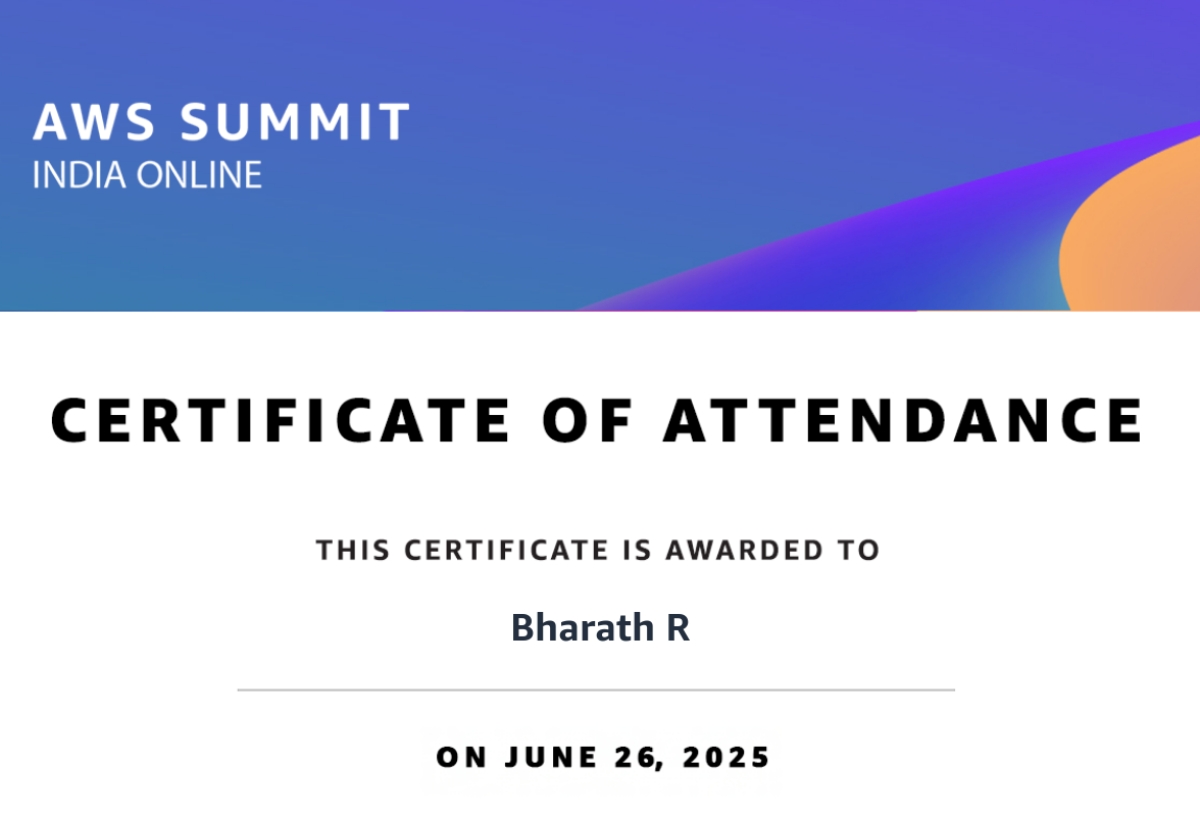 AWS SUMMIT
INDIA ONLINE
CERTIFICATE OF ATTENDANCE
THIS CERTIFICATE IS AWARDED TO
Bharath R
ON JUNE 26, 2025